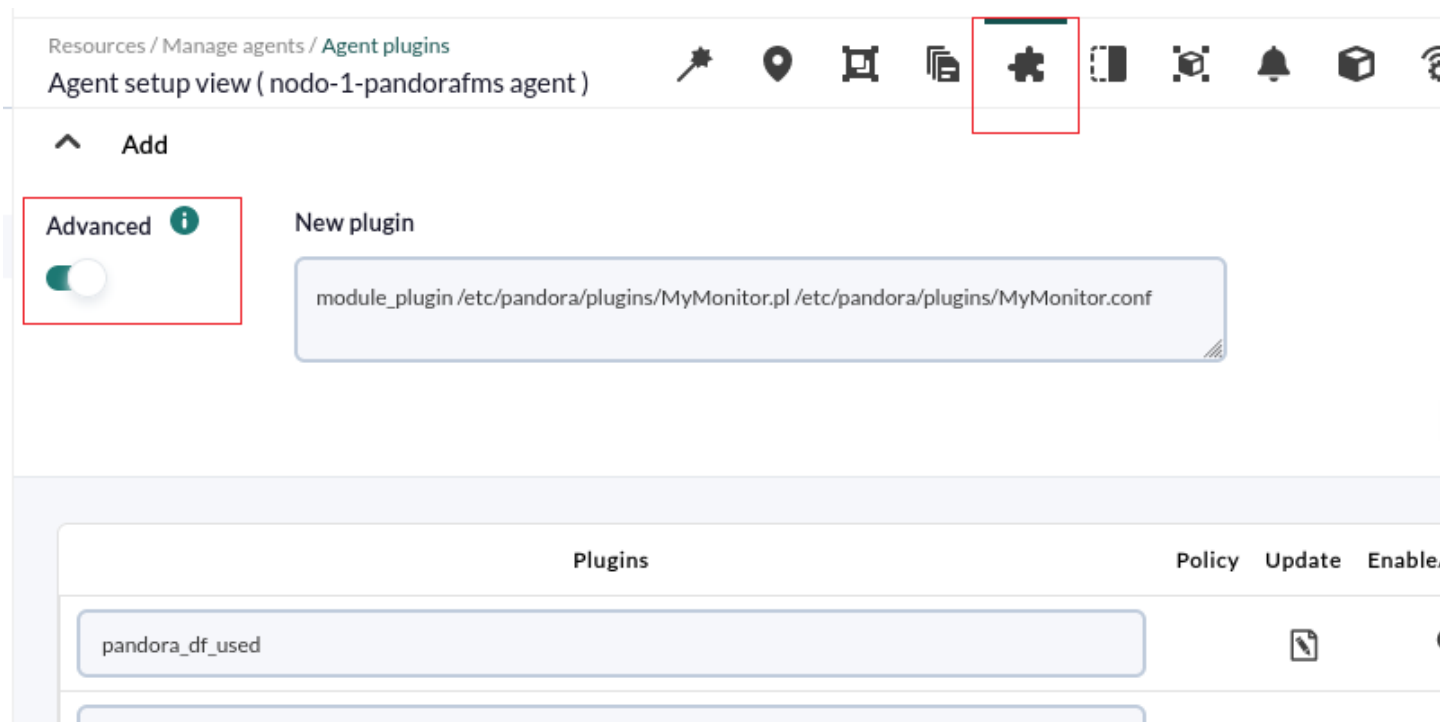 Resources / Manage agents / Agent plugins
Agent setup view ( nodo-1-pandorafms agent )
Add
Advanced
New plugin
module_plugin /etc/pandora/plugins/MyMonitor.pl /etc/pandora/plugins/MyMonitor.conf
Plugins Policy Update Enable
pandora_df_used